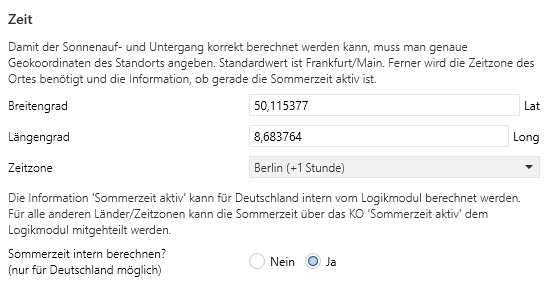 Zeit
Damit der Sonnenauf- und Untergang korrekt berechnet werden kann, muss man genaue
Geokoordinaten des Standorts angeben. Standardwert ist Frankfurt/Main. Ferner wird die Zeitzone des
Ortes benötigt und die Information, ob gerade die Sommerzeit aktiv ist.
Breitengrad 50,115377 Lat
Längengrad 8,683764 Long
Zeitzone Berlin (+1 Stunde)
Die Information 'Sommerzeit aktiv' kann für Deutschland intern vom Logikmodul berechnet werden.
Für alle anderen Länder/Zeitzonen kann die Sommerzeit über das KO 'Sommerzeit aktiv' dem
Logikmodul mitgehteilt werden.
Sommerzeit intern berechnen?
(nur für Deutschland möglich) Nein Ja